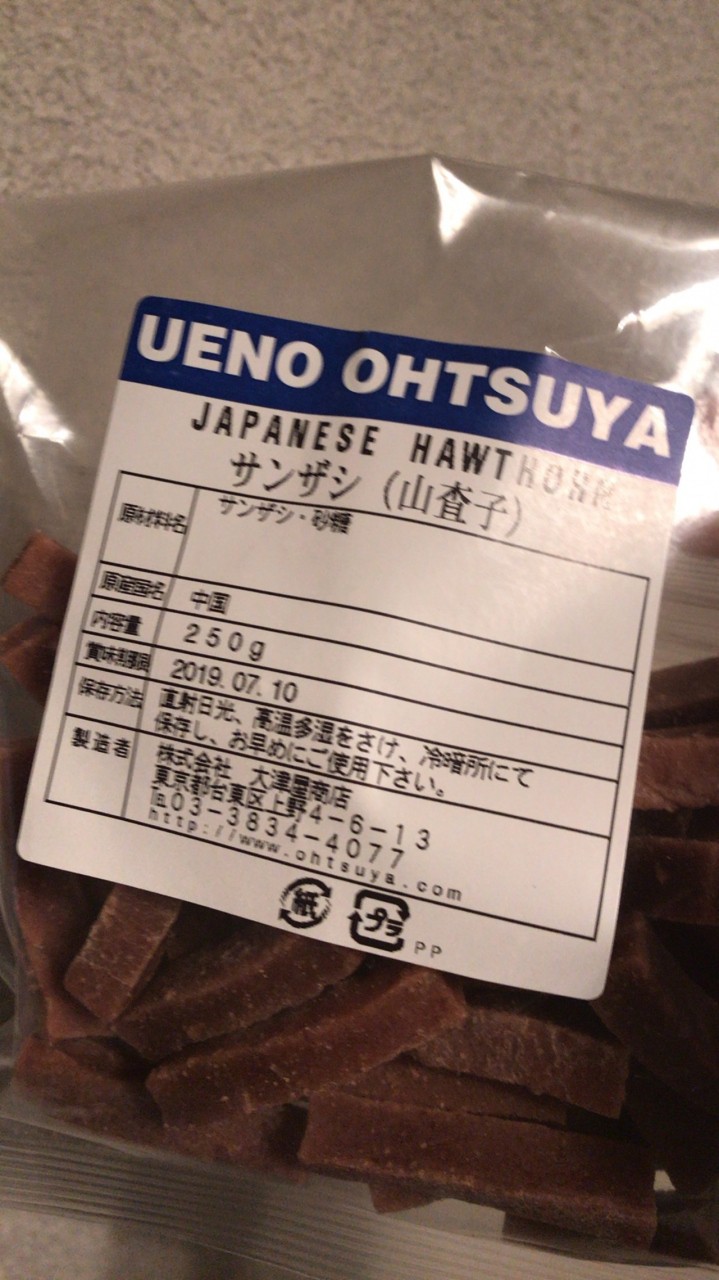 UENO OHTSUYA
JAPANESE HAWTHORN
サンザシ（山査子）
原材料名 サンザシ・砂糖
原産国名 中国
内容量 250g
賞味期限 2019.07.10
保存方法 直射日光、高温多湿をさけ、冷暗所にて
保存し、お早めにご使用下さい。
製造者 株式会社 大津屋商店
東京都台東区上野4-6-13
℡03-3834-4077
http://www.ohtsuya.com
紙 プラ
PP